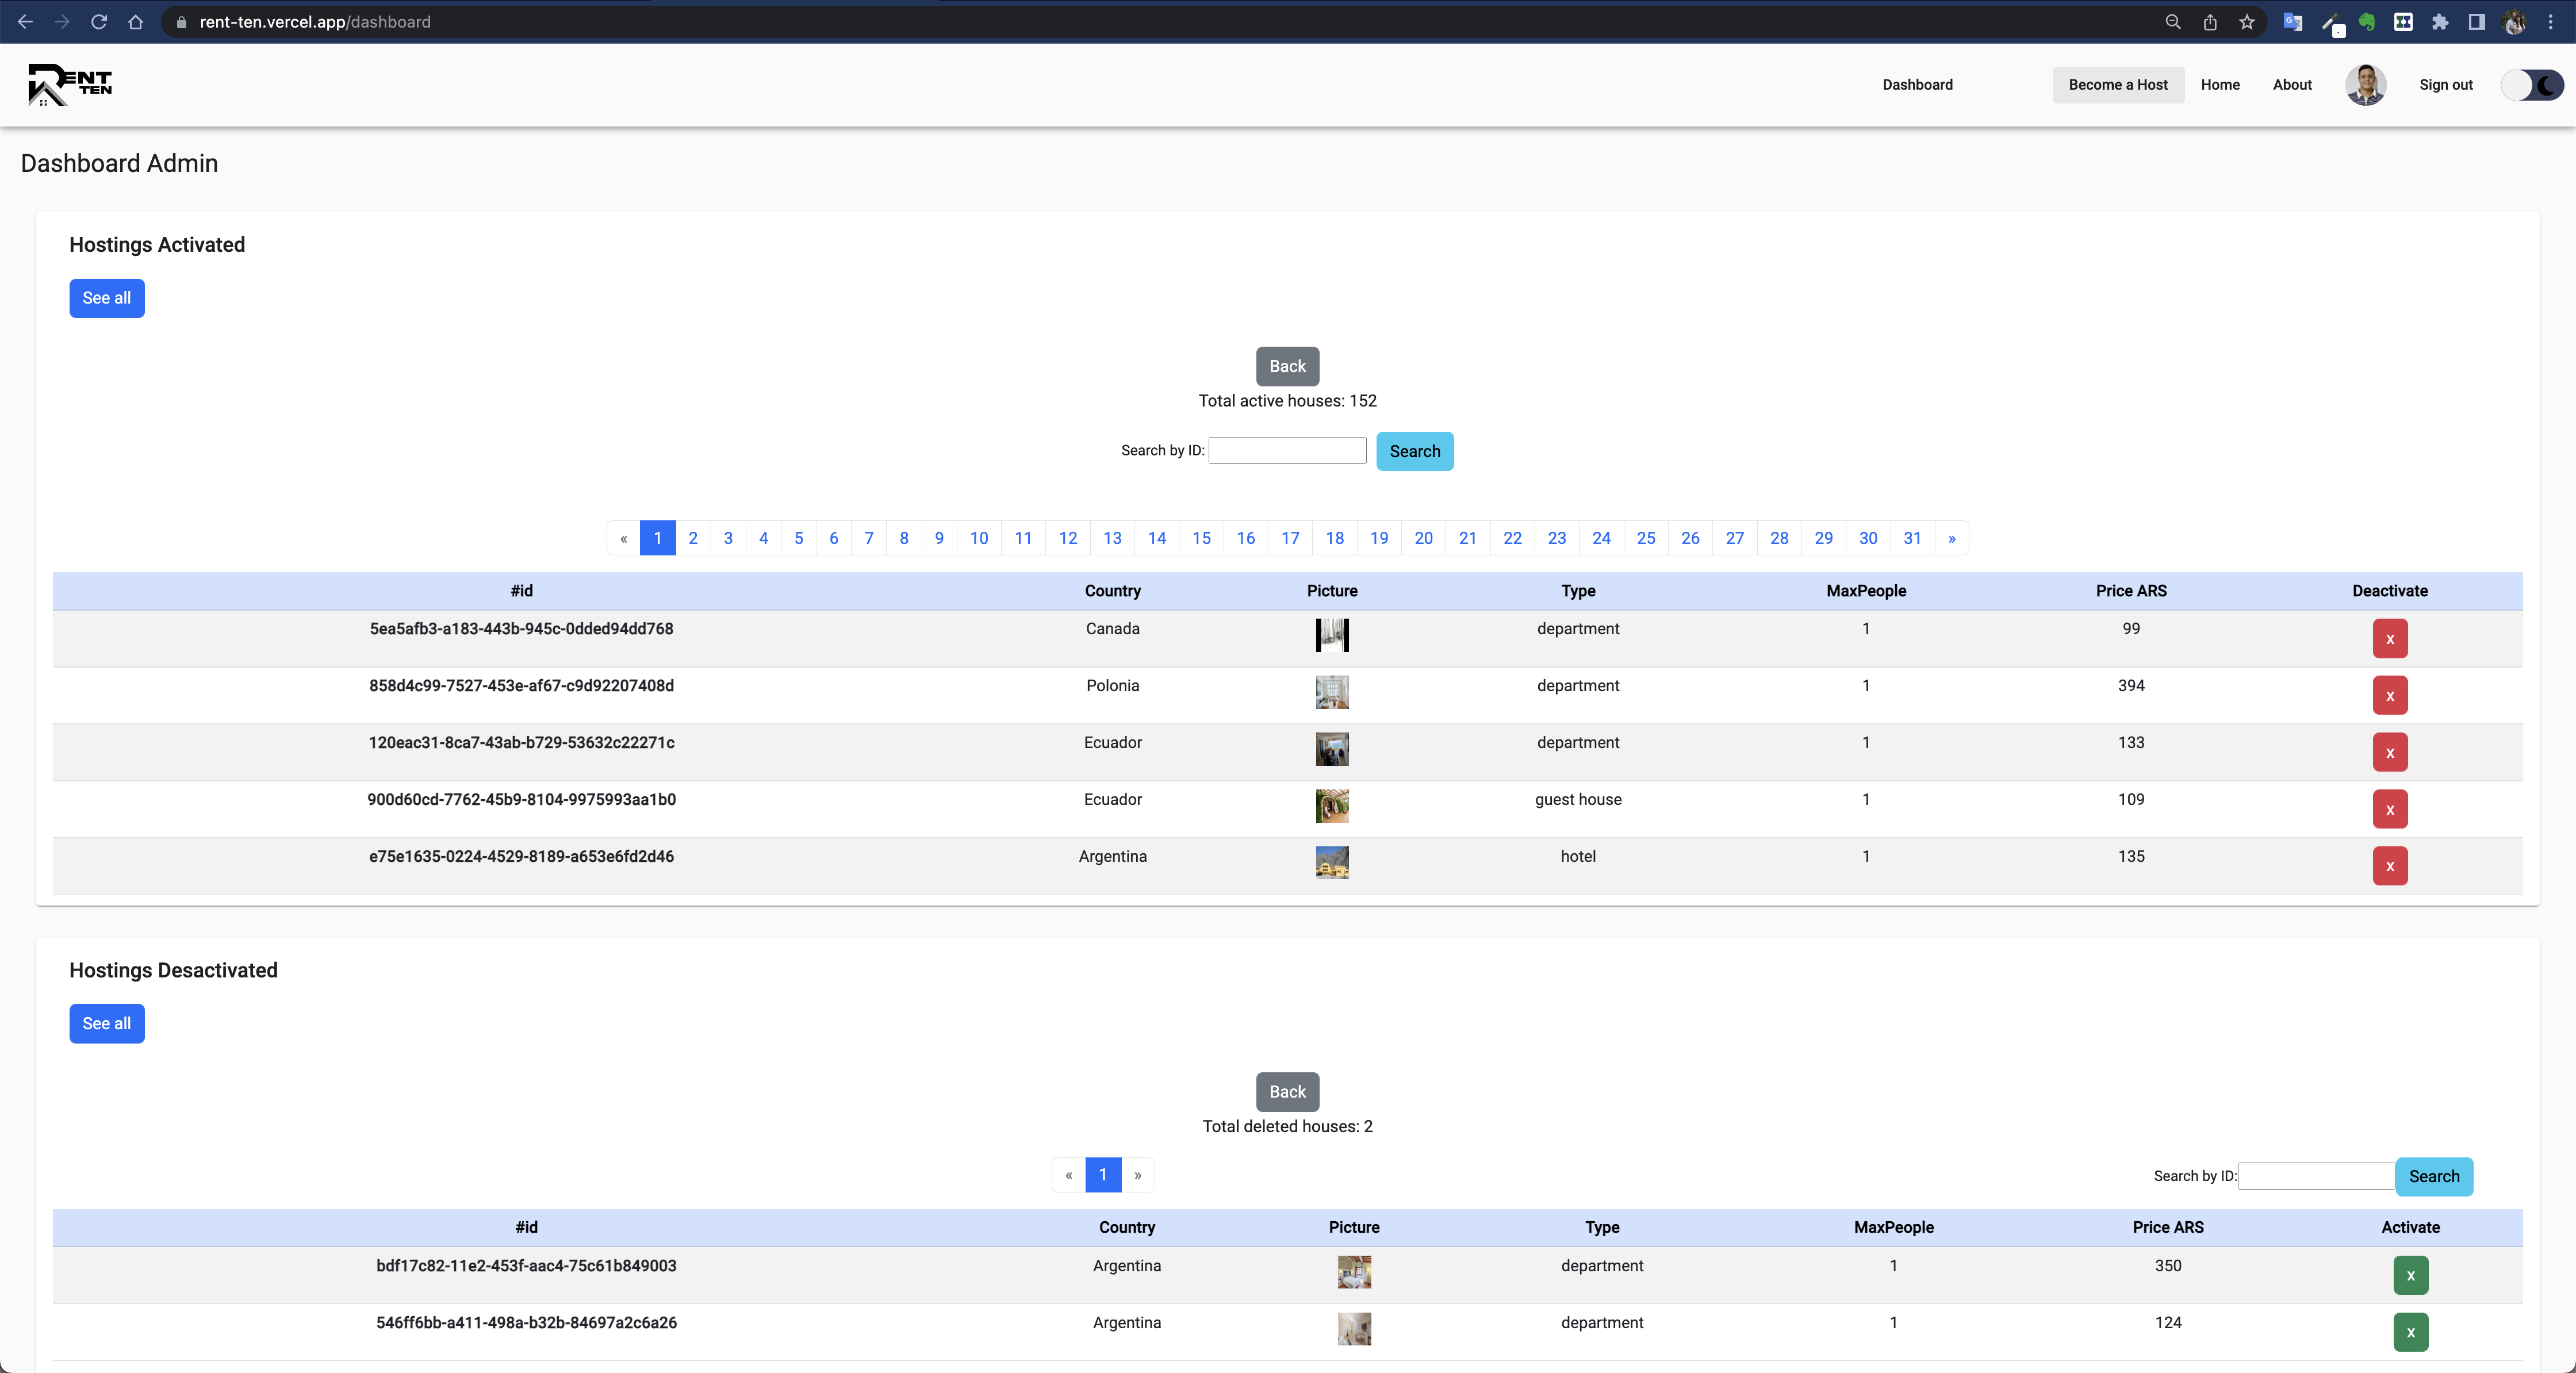 rent-ten.vercel.app/dashboard
RENT TEN
Dashboard Become a Host Home About Sign out
Dashboard Admin
Hostings Activated
See all
Back
Total active houses: 152
Search by ID: Search
« 1 2 3 4 5 6 7 8 9 10 11 12 13 14 15 16 17 18 19 20 21 22 23 24 25 26 27 28 29 30 31 »
#id Country Picture Type MaxPeople Price ARS Deactivate
5ea5afb3-a183-443b-945c-0dded94dd768 Canada department 1 99 x
858d4c99-7527-453e-af67-c9d92207408d Polonia department 1 394 x
120eac31-8ca7-43ab-b729-53632c22271c Ecuador department 1 133 x
900d60cd-7762-45b9-8104-9975993aa1b0 Ecuador guest house 1 109 x
e75e1635-0224-4529-8189-a653e6fd2d46 Argentina hotel 1 135 x
Hostings Desactivated
See all
Back
Total deleted houses: 2
« 1 » Search by ID: Search
#id Country Picture Type MaxPeople Price ARS Activate
bdf17c82-11e2-453f-aac4-75c61b849003 Argentina department 1 350 x
546ff6bb-a411-498a-b32b-84697a2c6a26 Argentina department 1 124 x